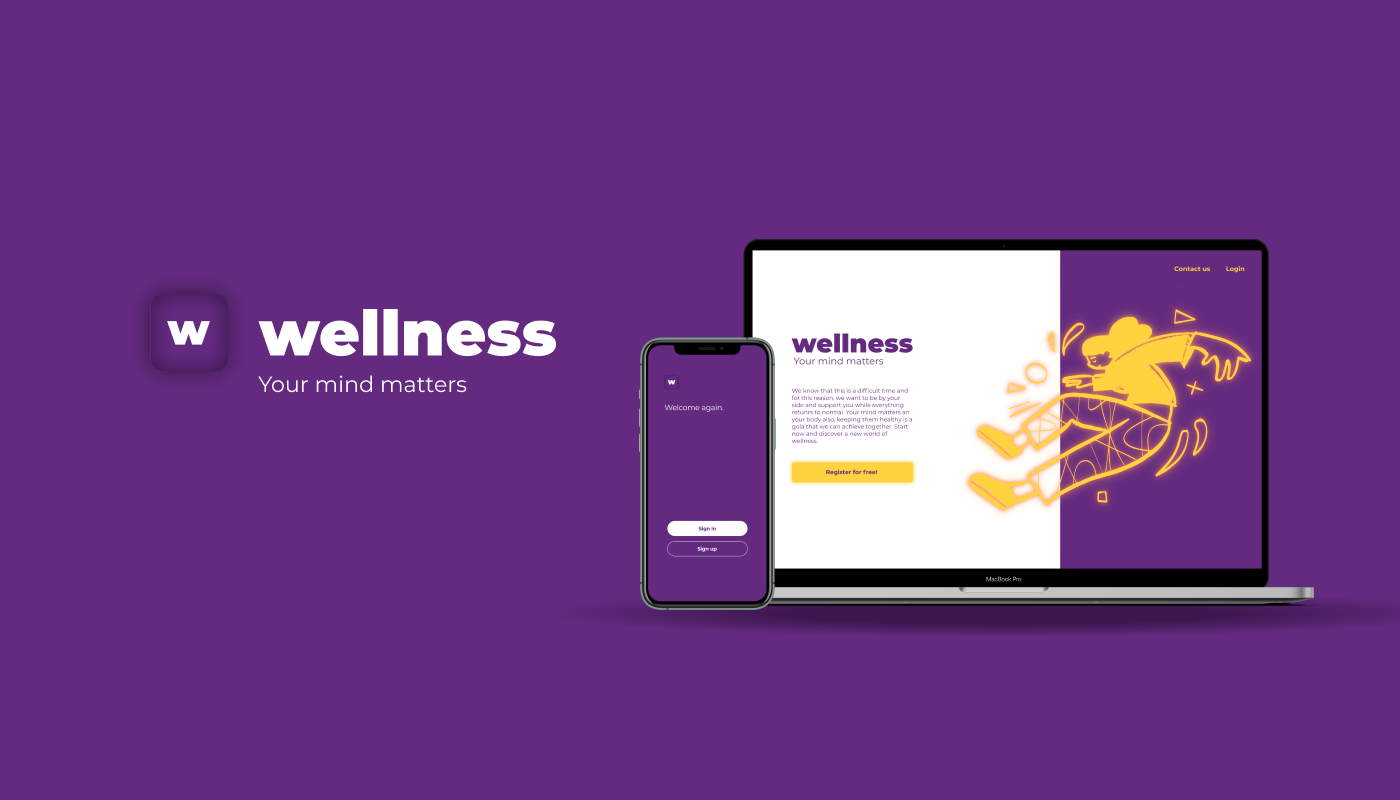 w
wellness
Your mind matters
w
Welcome again.
Sign in
Sign up
Contact us Login
wellness
Your mind matters
We know that this is a difficult time and
for this reason, we want to be by your
side and support you while everything
retunrs to normal. Your mind matters an
your body also, keeping them healthy is a
gola that we can achieve together. Start
now and discover a new world of
wellness.
Register for free!
MacBook Pro